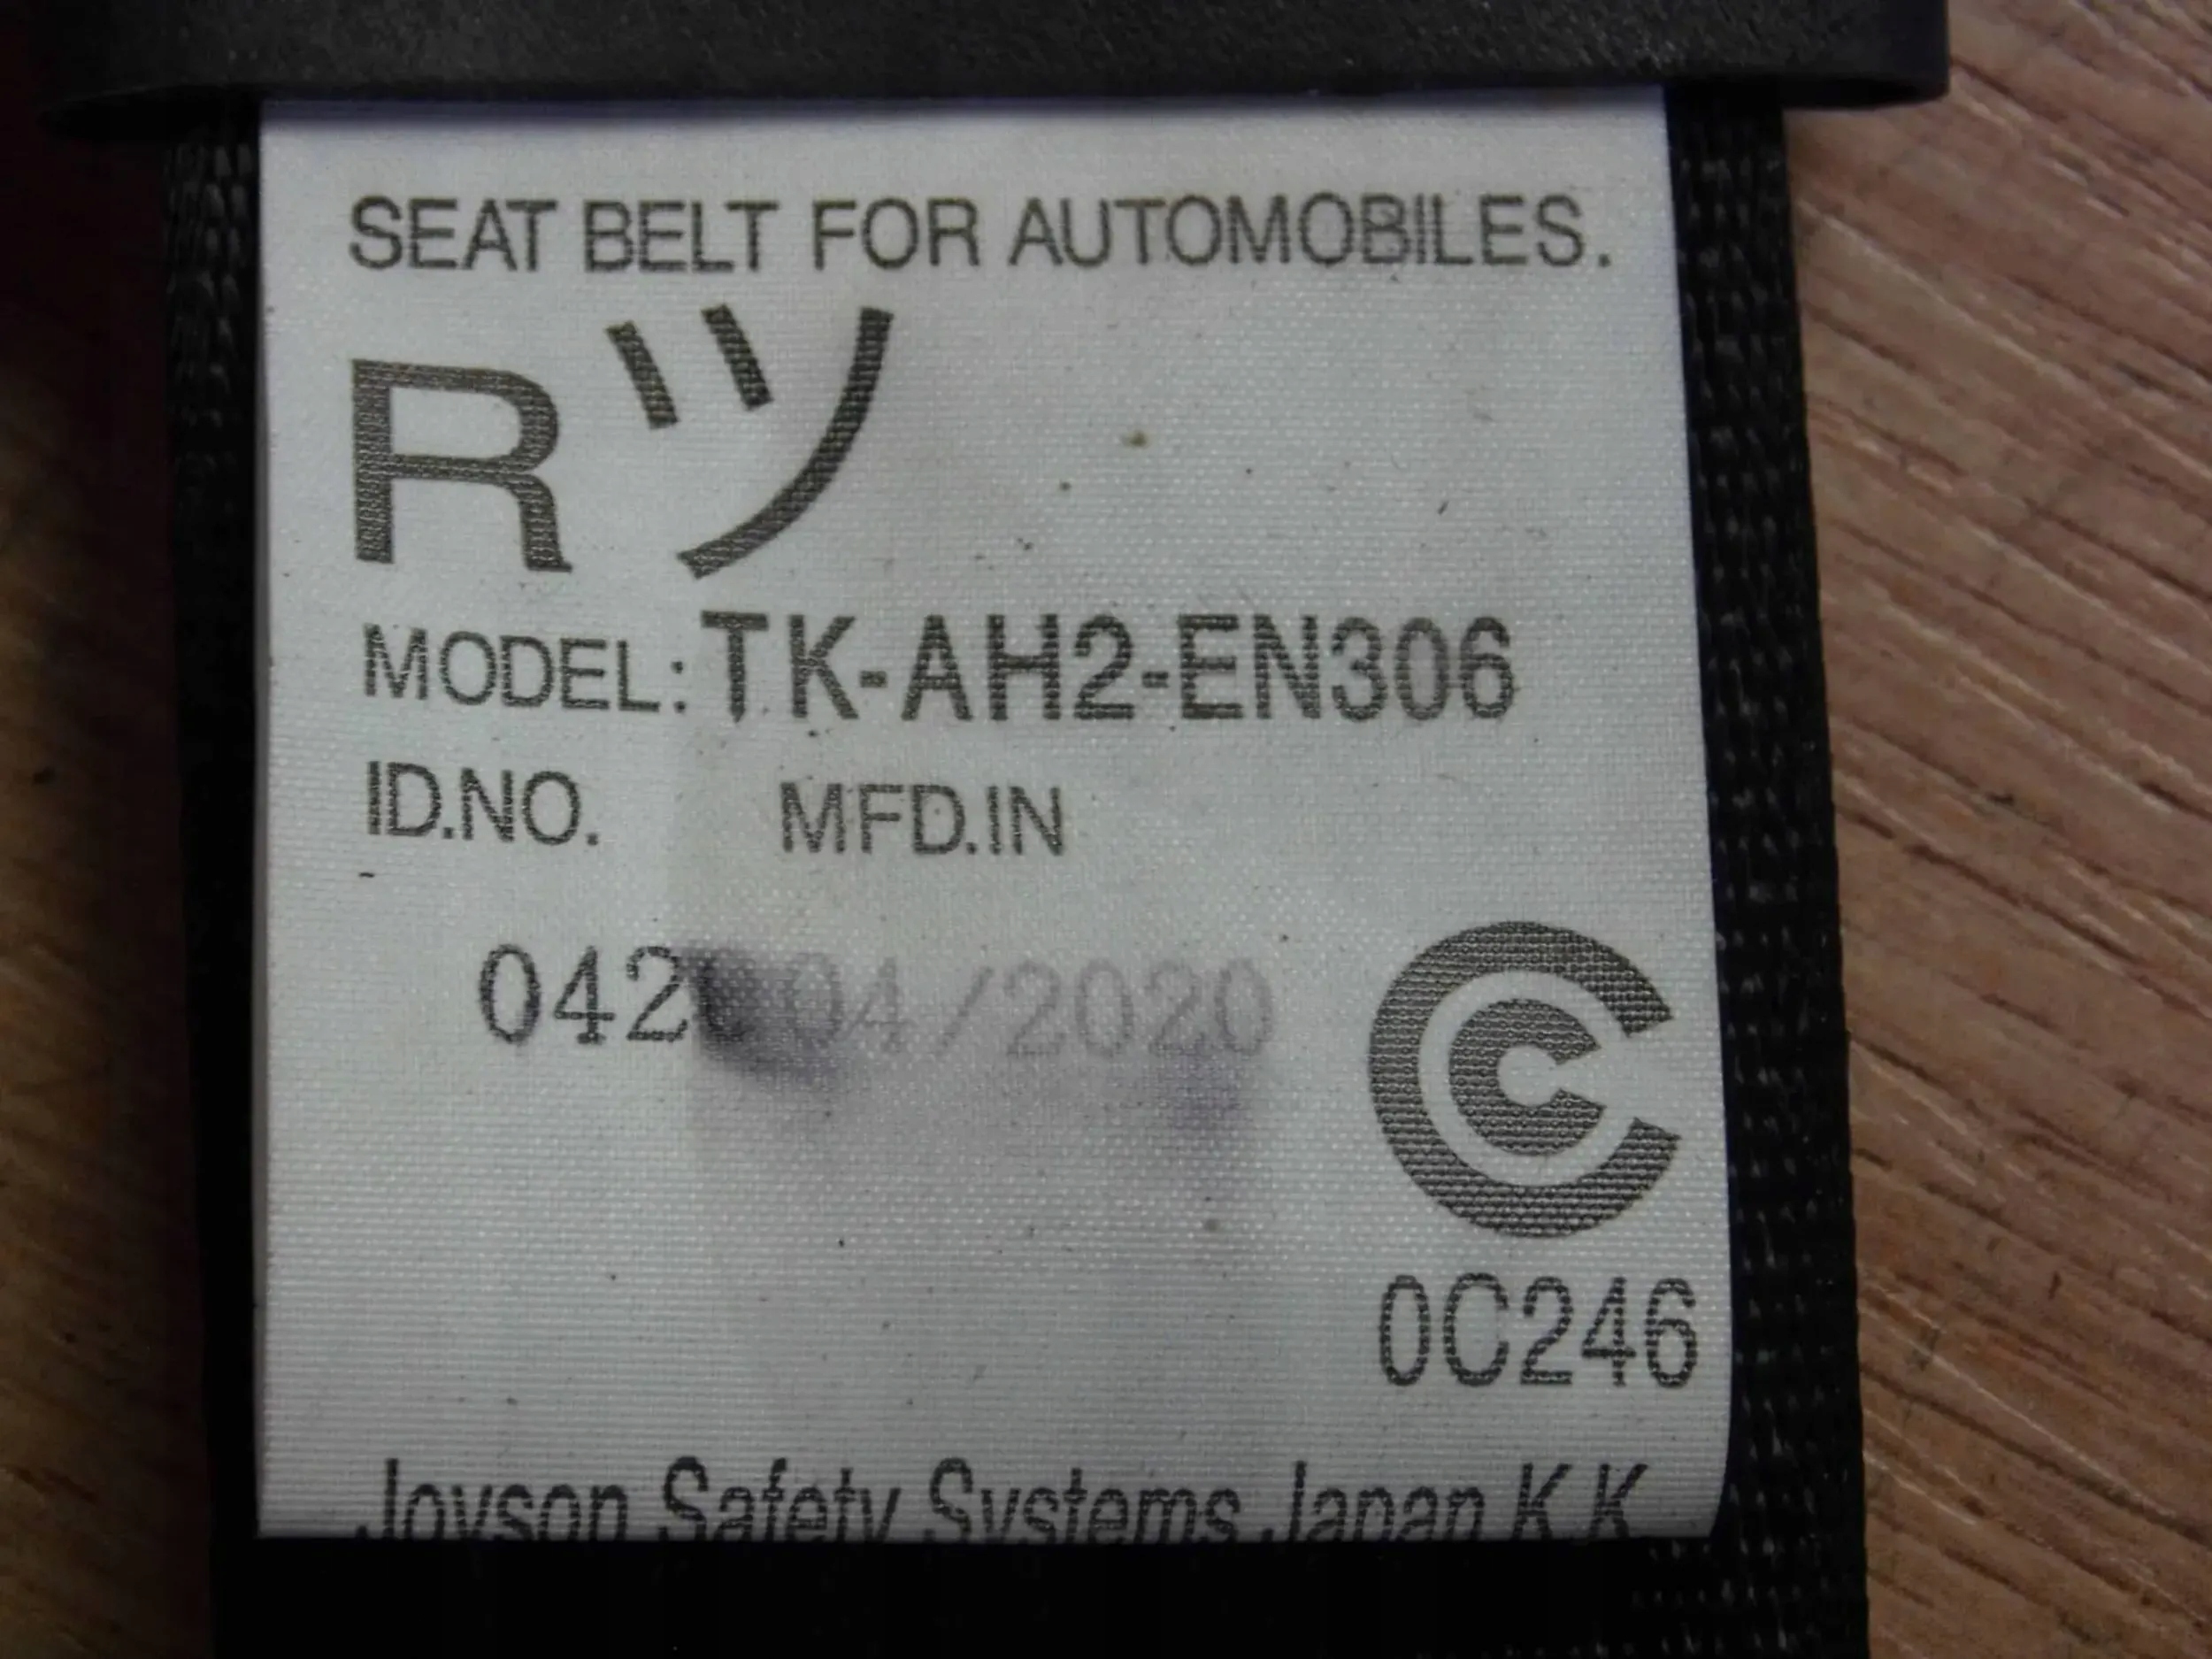 SEAT BELT FOR AUTOMOBILES.
Rツ
MODEL: TK-AH2-EN306
ID.NO. MFD.IN
04/2020
C
0C246
Joyson Safety Systems Japan K.K.